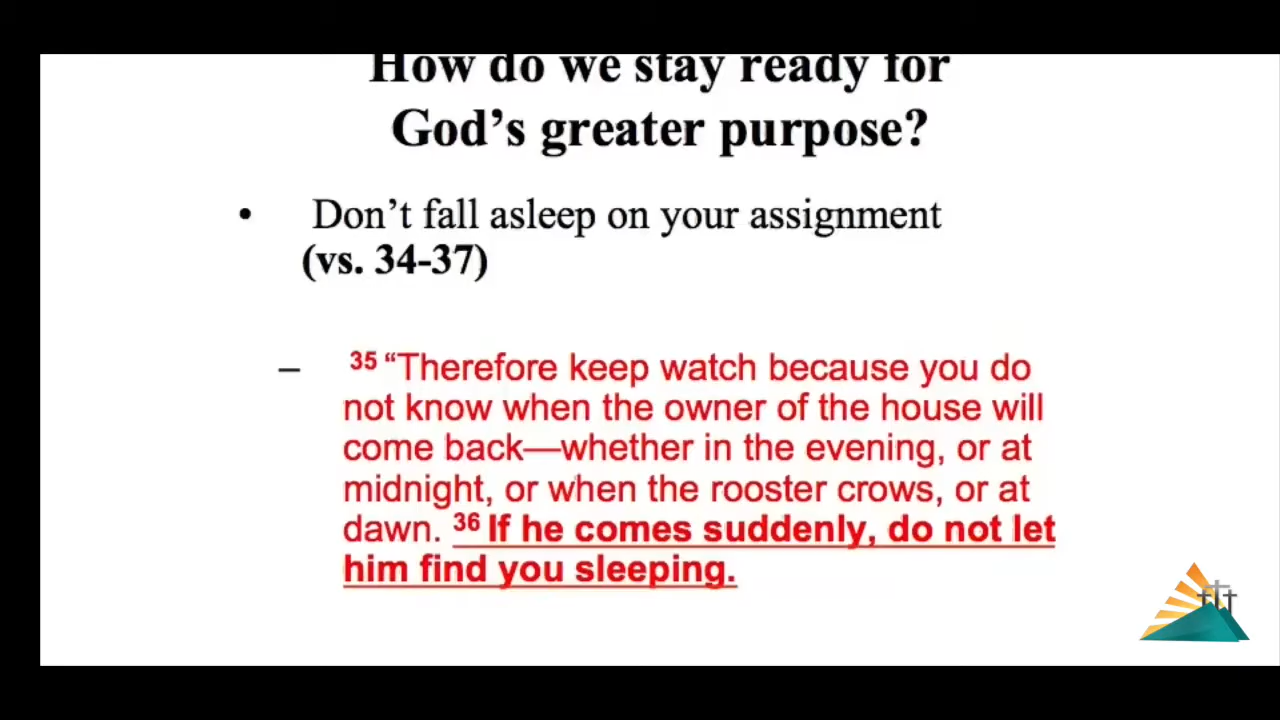 How do we stay ready for
God’s greater purpose?
• Don’t fall asleep on your assignment
(vs. 34-37)
– 35 “Therefore keep watch because you do
not know when the owner of the house will
come back—whether in the evening, or at
midnight, or when the rooster crows, or at
dawn. 36 If he comes suddenly, do not let
him find you sleeping.